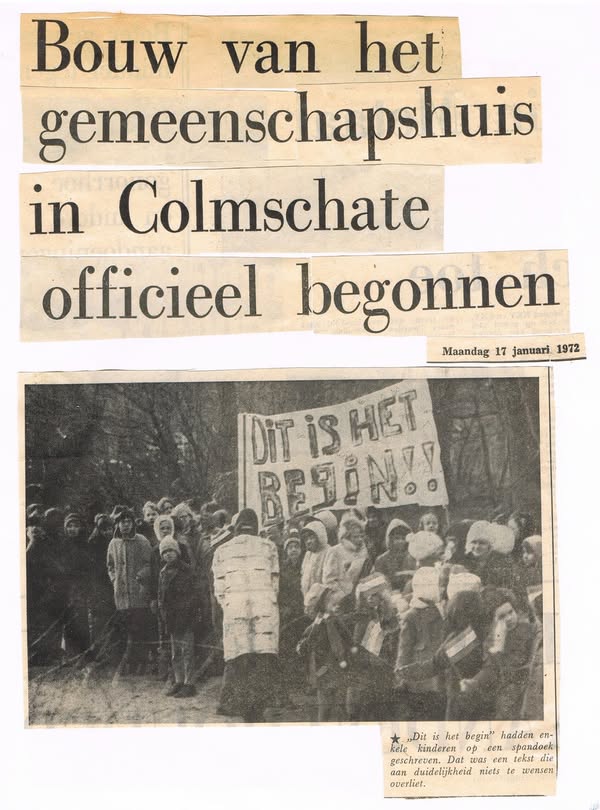 Bouw van het
gemeenschapshuis
in Colmschate
officieel begonnen
Maandag 17 januari 1972
DiT iS HET
BEGiN!!
★ „Dit is het begin” hadden en-
kele kinderen op een spandoek
geschreven. Dat was een tekst die
aan duidelijkheid niets te wensen
overliet.